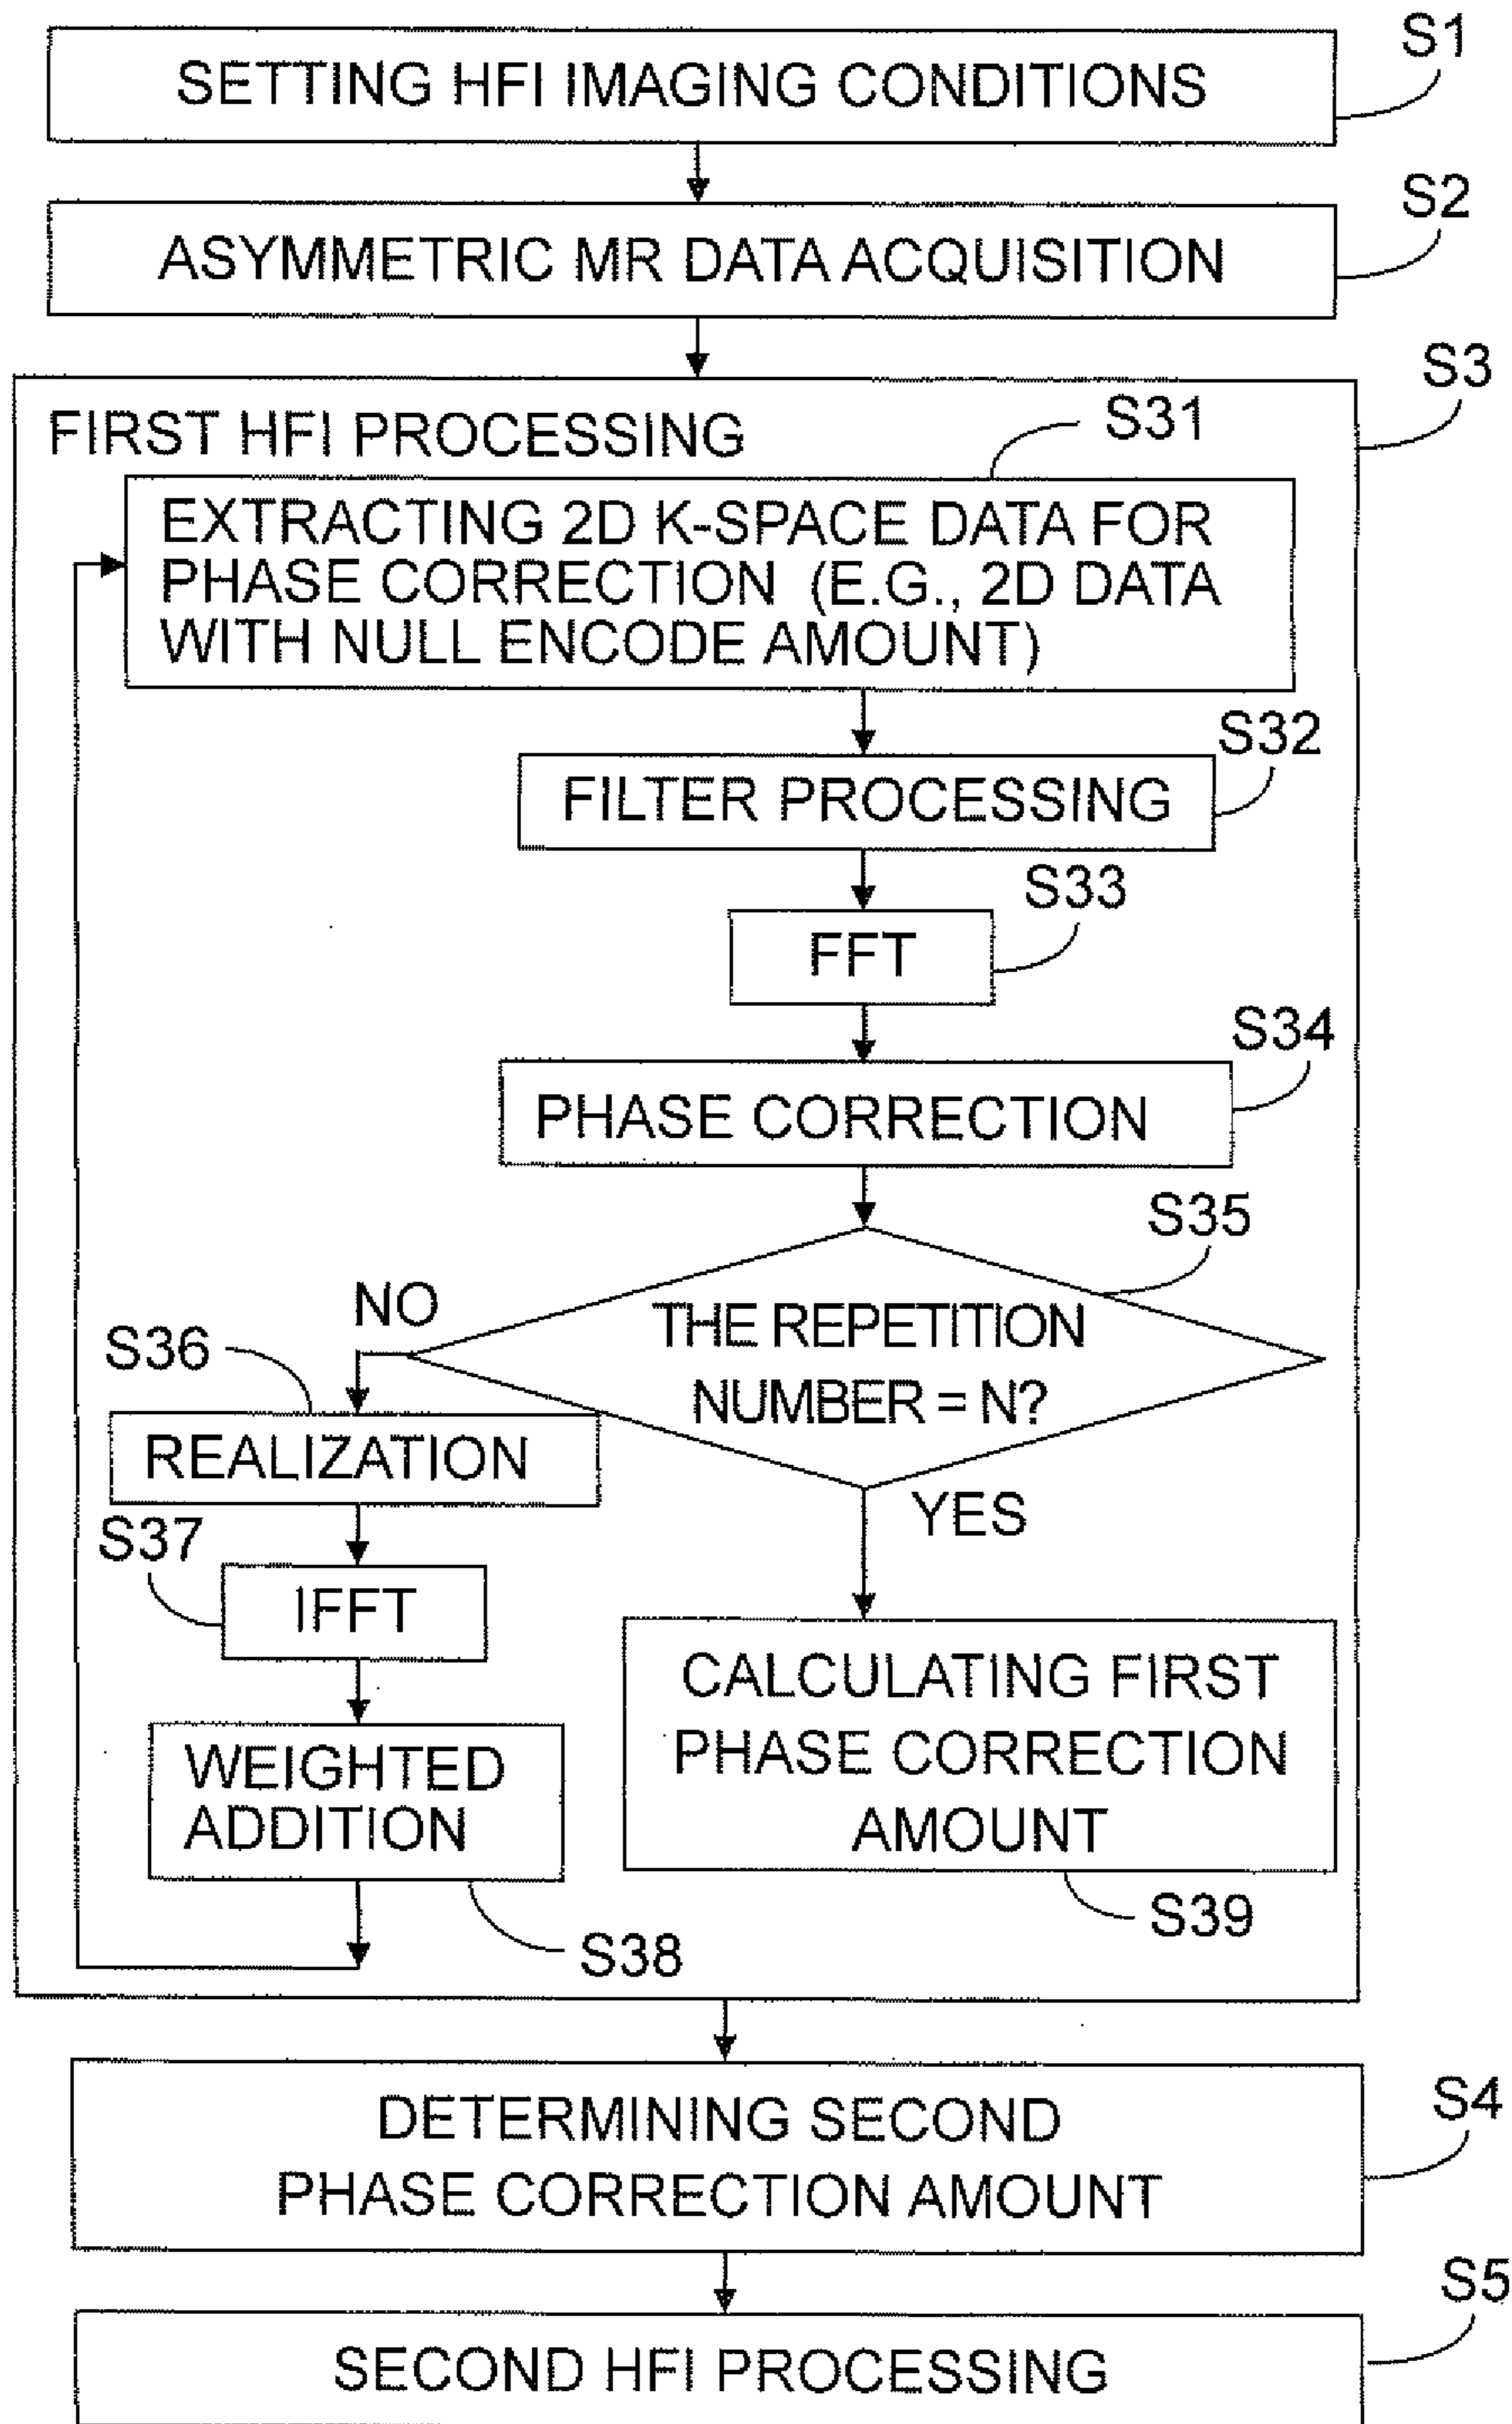 S1
SETTING HFI IMAGING CONDITIONS
S2
ASYMMETRIC MR DATA ACQUISITION
S3
FIRST HFI PROCESSING
S31
EXTRACTING 2D K-SPACE DATA FOR
PHASE CORRECTION (E.G., 2D DATA
WITH NULL ENCODE AMOUNT)
S32
FILTER PROCESSING
S33
FFT
S34
PHASE CORRECTION
S35
THE REPETITION
NUMBER = N?
NO
S36
REALIZATION
YES
S37
IFFT
CALCULATING FIRST
PHASE CORRECTION
AMOUNT
WEIGHTED
ADDITION
S39
S38
S4
DETERMINING SECOND
PHASE CORRECTION AMOUNT
S5
SECOND HFI PROCESSING